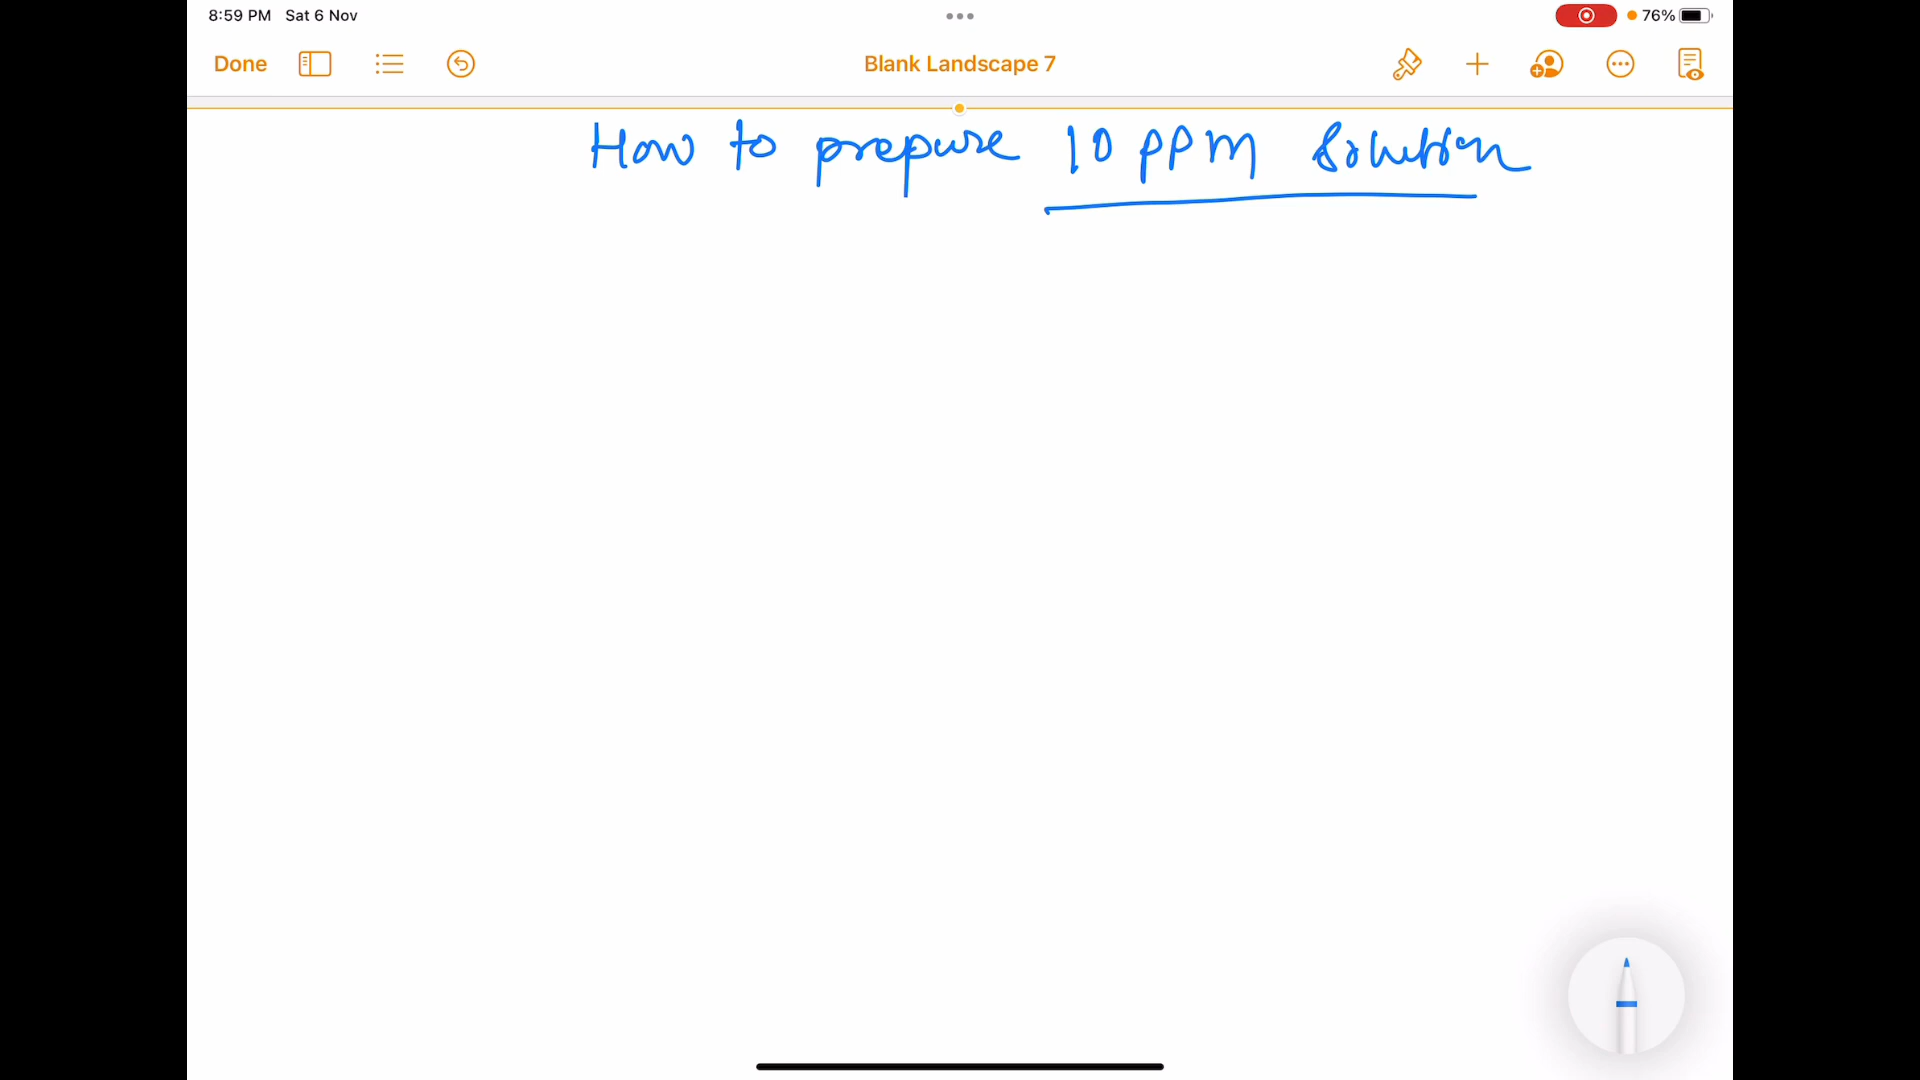 8:59 PM Sat 6 Nov
76%
Done
Blank Landscape 7
How to prepare 10 PPM Solution